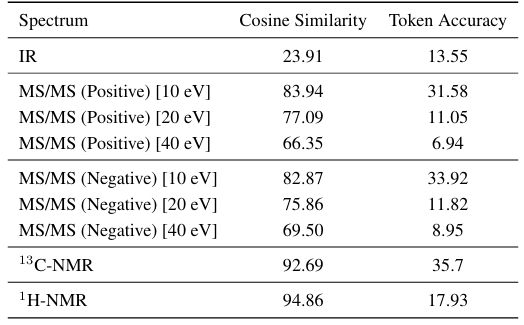 Spectrum Cosine Similarity Token Accuracy
IR 23.91 13.55
MS/MS (Positive) [10 eV] 83.94 31.58
MS/MS (Positive) [20 eV] 77.09 11.05
MS/MS (Positive) [40 eV] 66.35 6.94
MS/MS (Negative) [10 eV] 82.87 33.92
MS/MS (Negative) [20 eV] 75.86 11.82
MS/MS (Negative) [40 eV] 69.50 8.95
¹³C-NMR 92.69 35.7
¹H-NMR 94.86 17.93